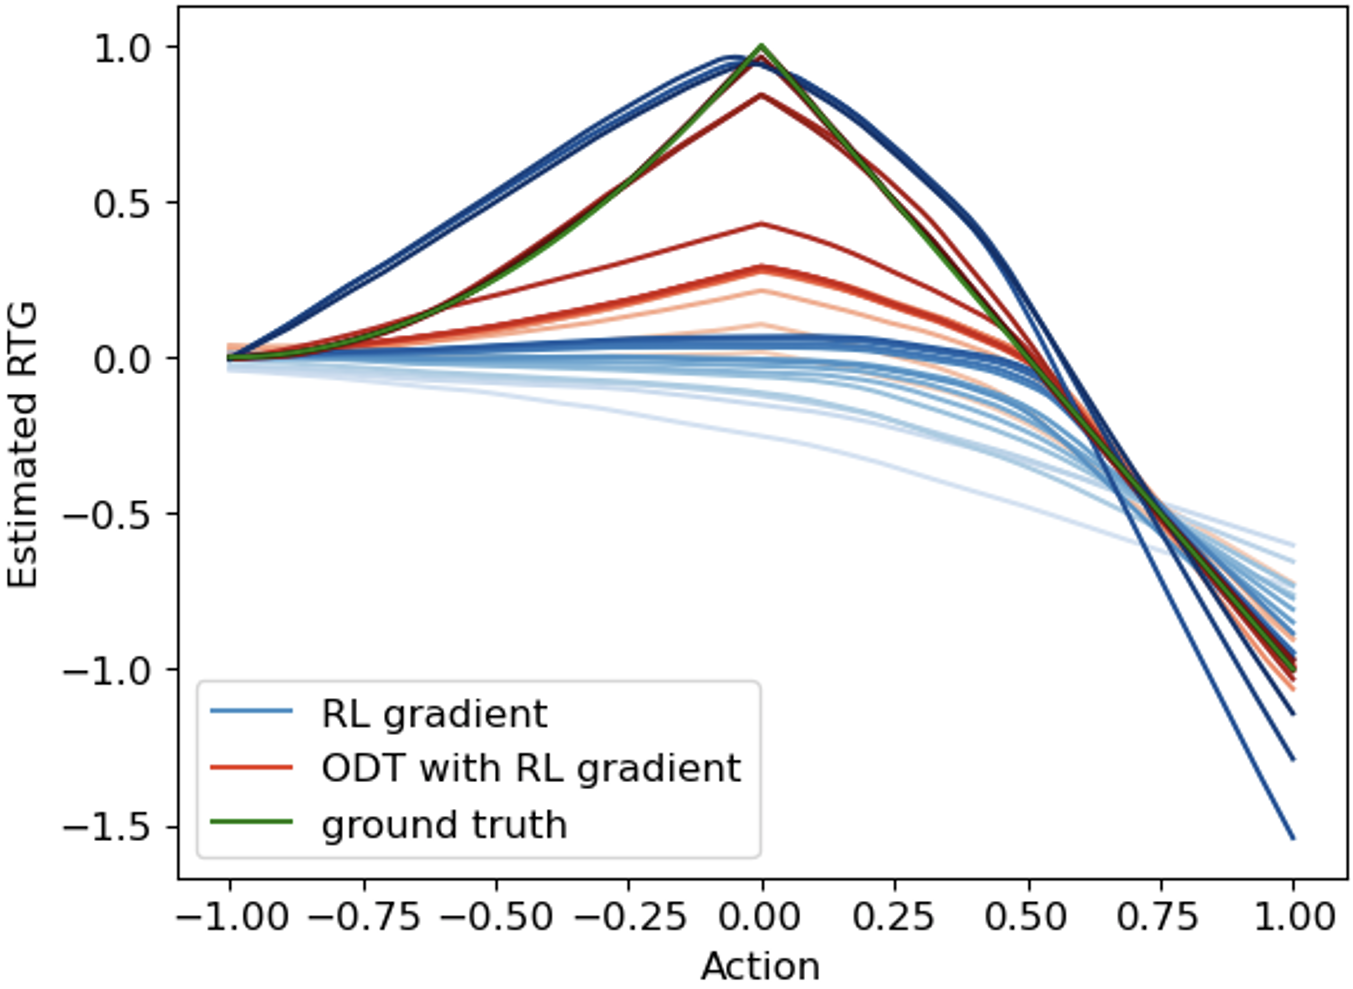 1.0
0.5
0.0
−0.5
−1.0
−1.5
Estimated RTG
RL gradient
ODT with RL gradient
ground truth
−1.00 −0.75 −0.50 −0.25 0.00 0.25 0.50 0.75 1.00
Action